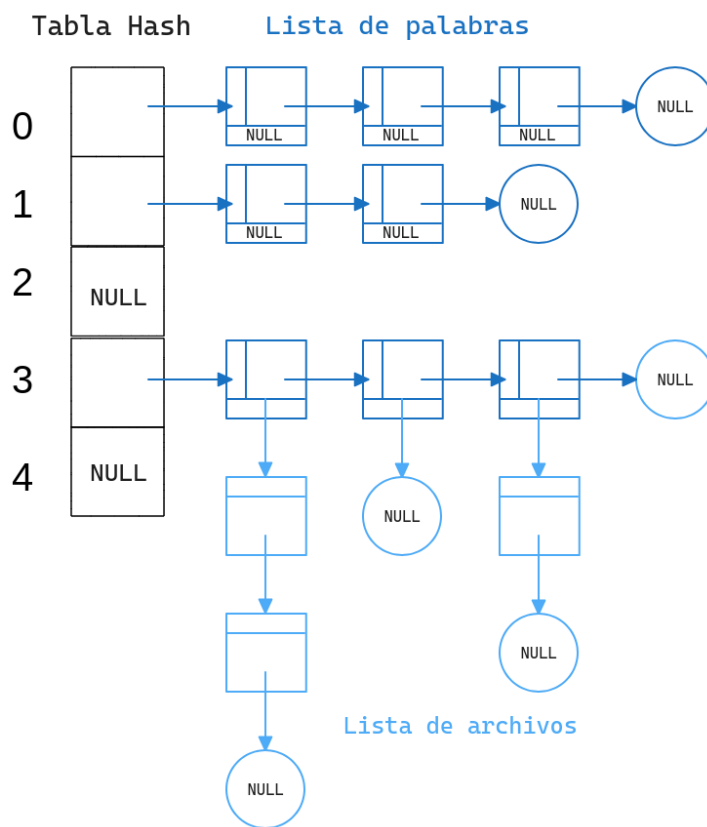 Tabla Hash
Lista de palabras
0
NULL
NULL
NULL
NULL
1
NULL
NULL
NULL
2
NULL
3
NULL
4
NULL
NULL
NULL
Lista de archivos
NULL